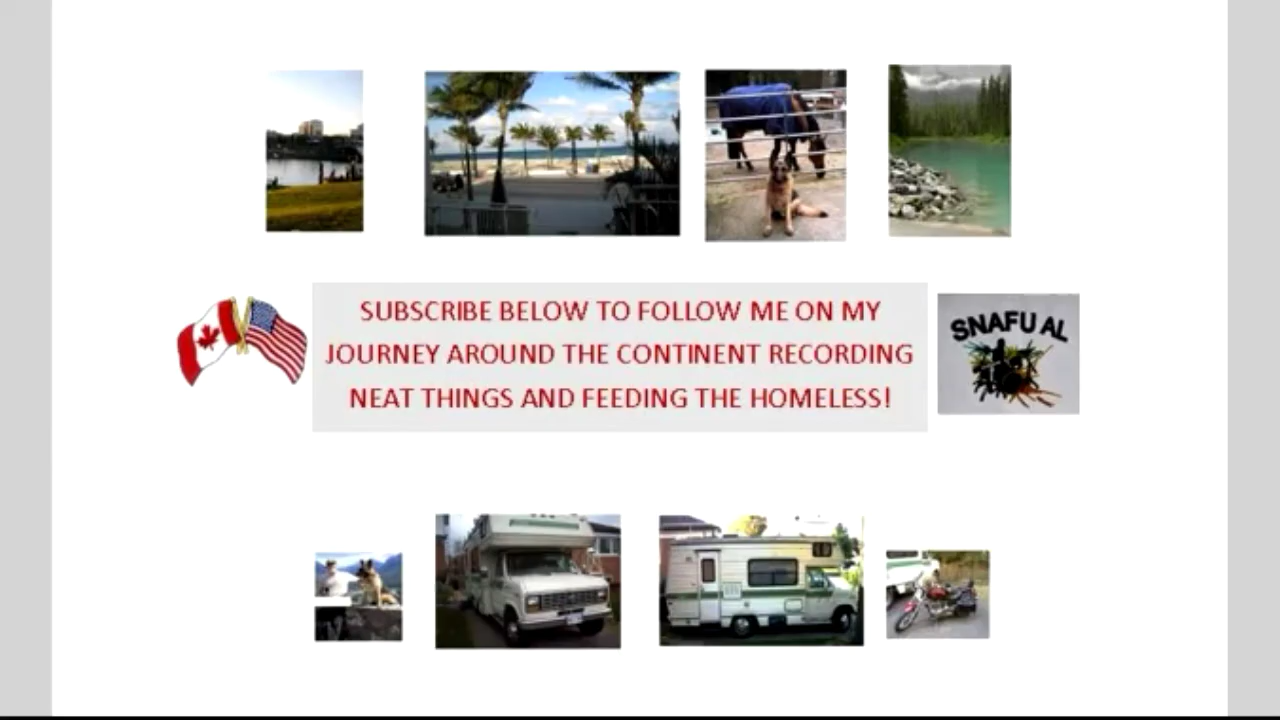 SUBSCRIBE BELOW TO FOLLOW ME ON MY
JOURNEY AROUND THE CONTINENT RECORDING
NEAT THINGS AND FEEDING THE HOMELESS!
SNAFU AL